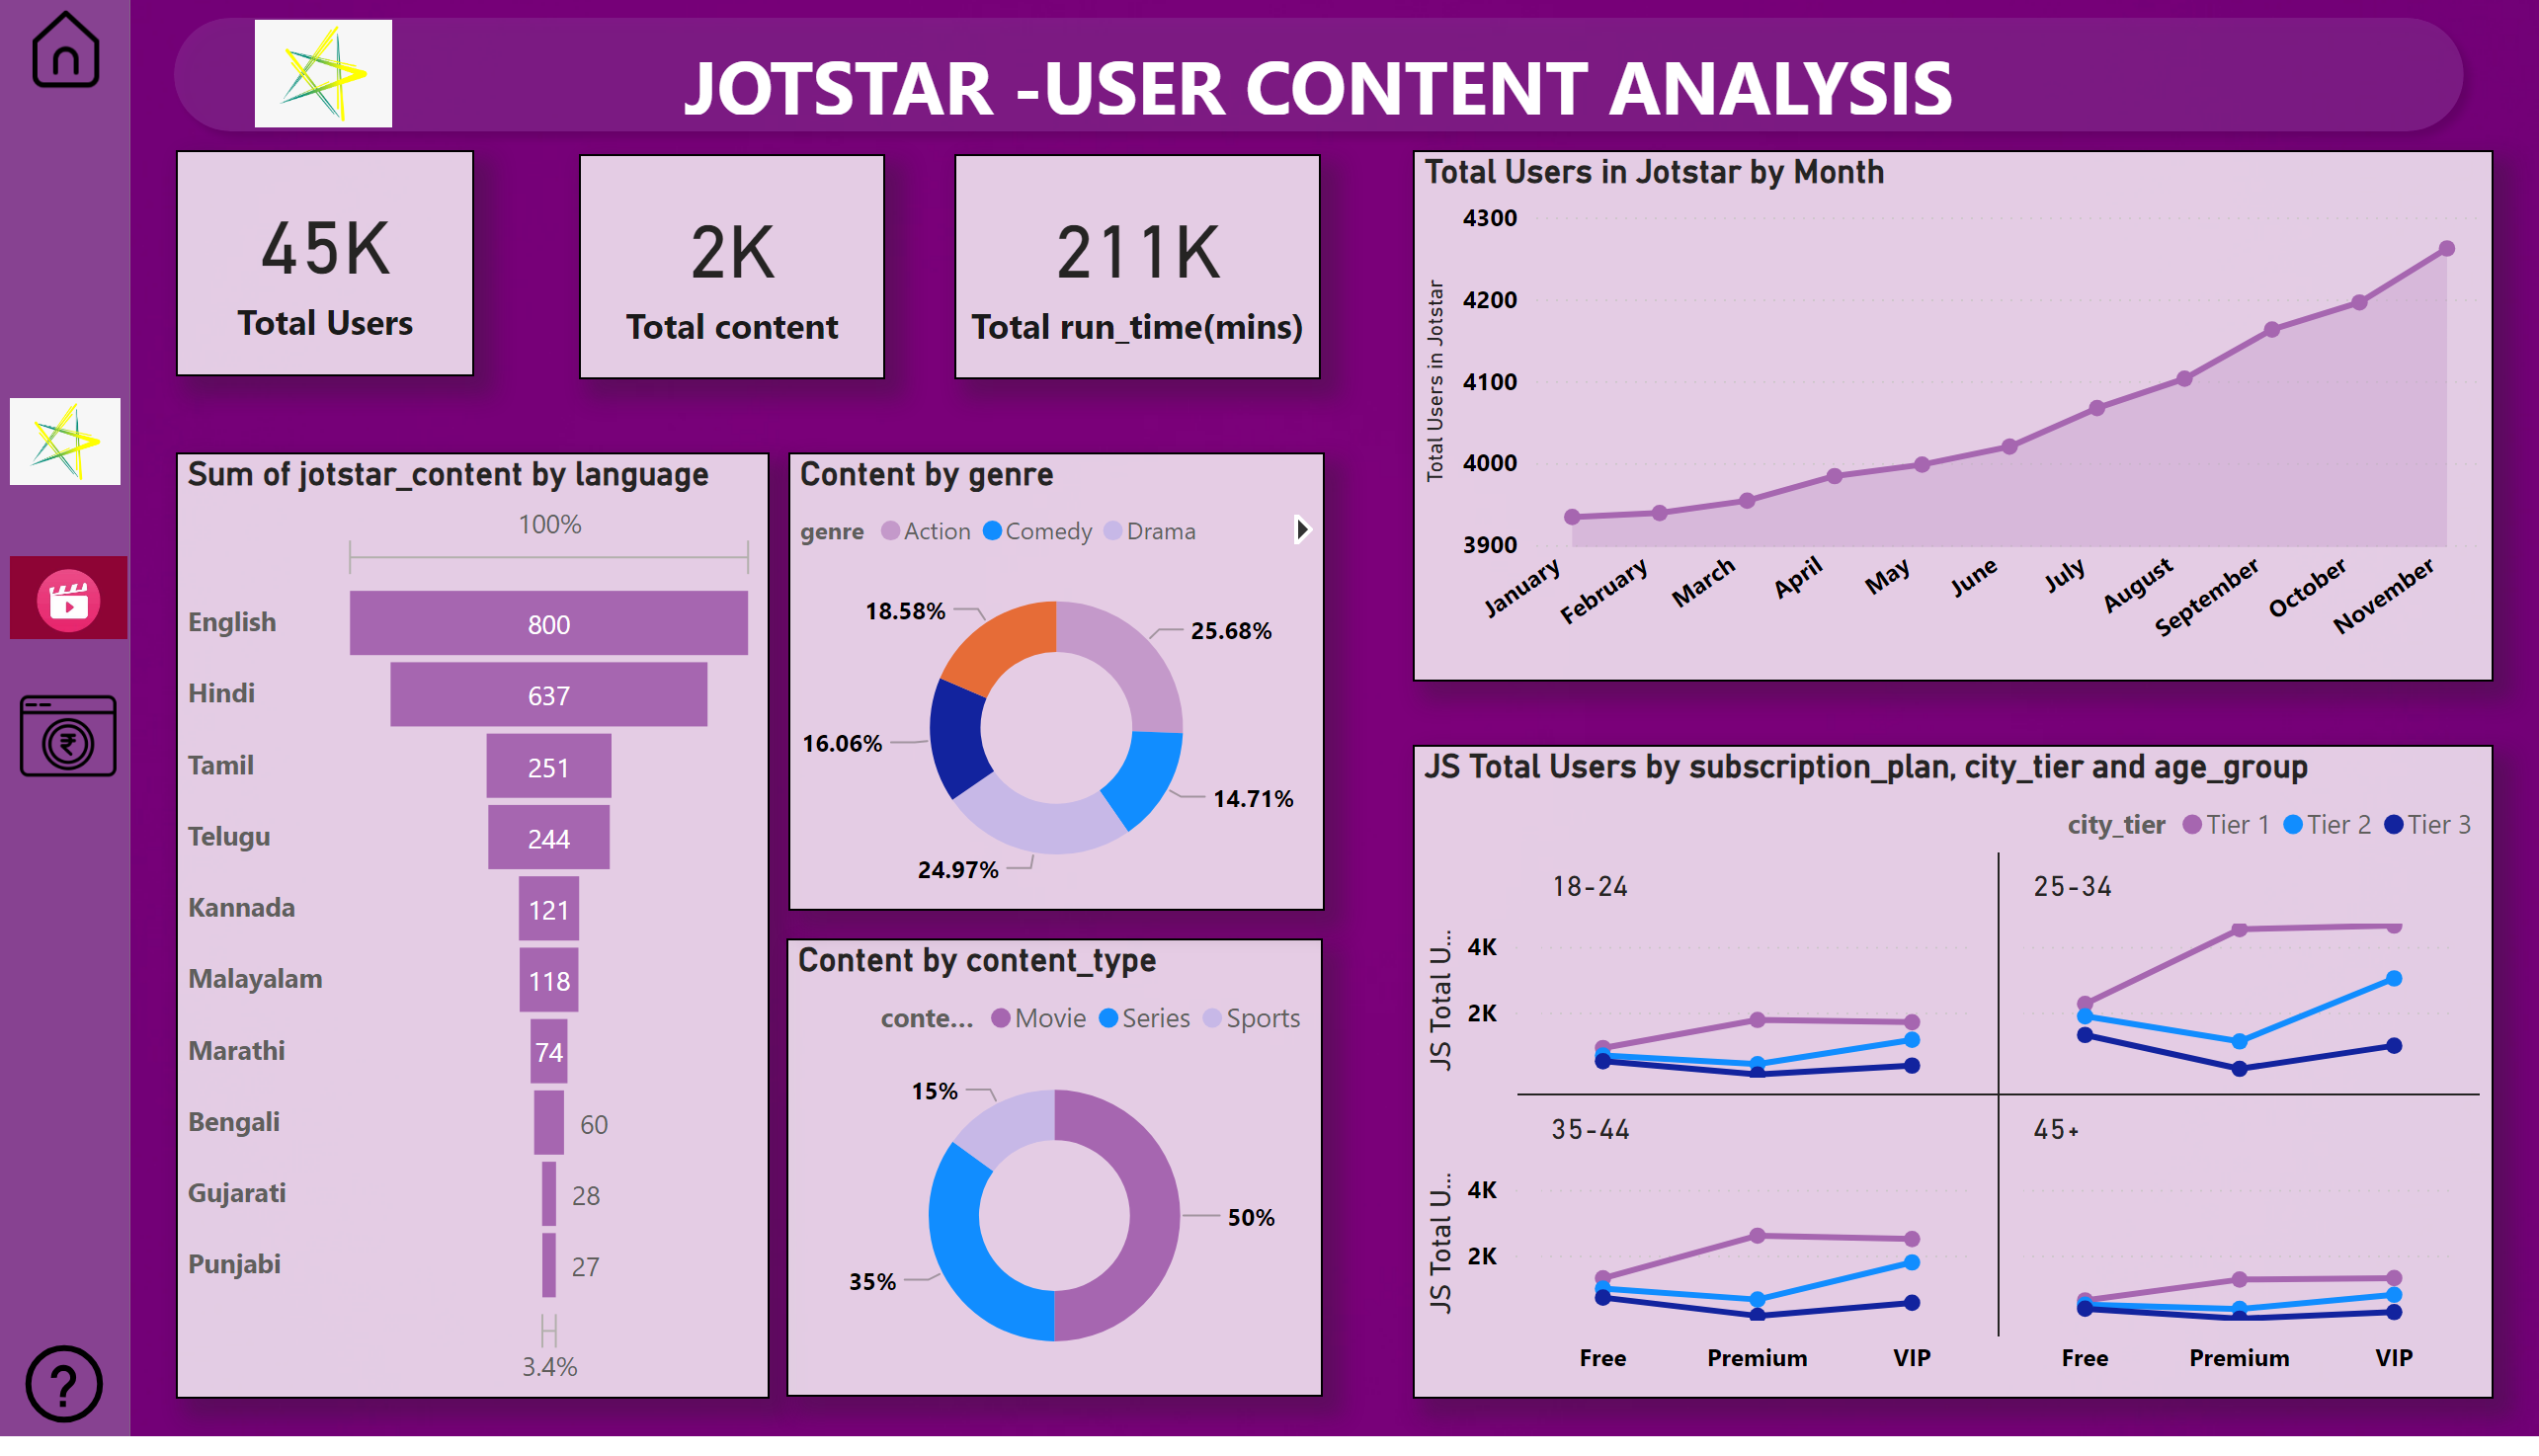 JOTSTAR -USER CONTENT ANALYSIS
45K
Total Users
2K
Total content
211K
Total run_time(mins)
Total Users in Jotstar by Month
Total Users in Jotstar
4300
4200
4100
4000
3900
January
February
March
April
May
June
July
August
September
October
November
Sum of jotstar_content by language
100%
English
800
Hindi
637
Tamil
251
Telugu
244
Kannada
121
Malayalam
118
Marathi
74
Bengali
60
Gujarati
28
Punjabi
27
3.4%
Content by genre
genre Action Comedy Drama
18.58%
25.68%
16.06%
14.71%
24.97%
Content by content_type
conte... Movie Series Sports
15%
50%
35%
JS Total Users by subscription_plan, city_tier and age_group
city_tier Tier 1 Tier 2 Tier 3
18-24
25-34
JS Total U...
4K
2K
35-44
45+
JS Total U...
4K
2K
Free
Premium
VIP
Free
Premium
VIP
₹
?